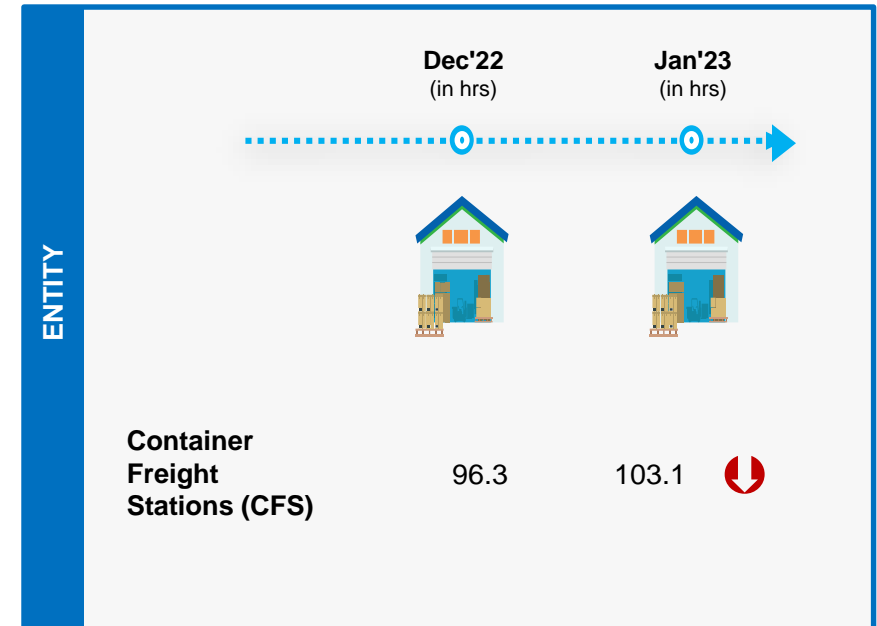 Dec'22
(in hrs)
Jan'23
(in hrs)
ENTITY
Container
Freight
Stations (CFS)
96.3
103.1